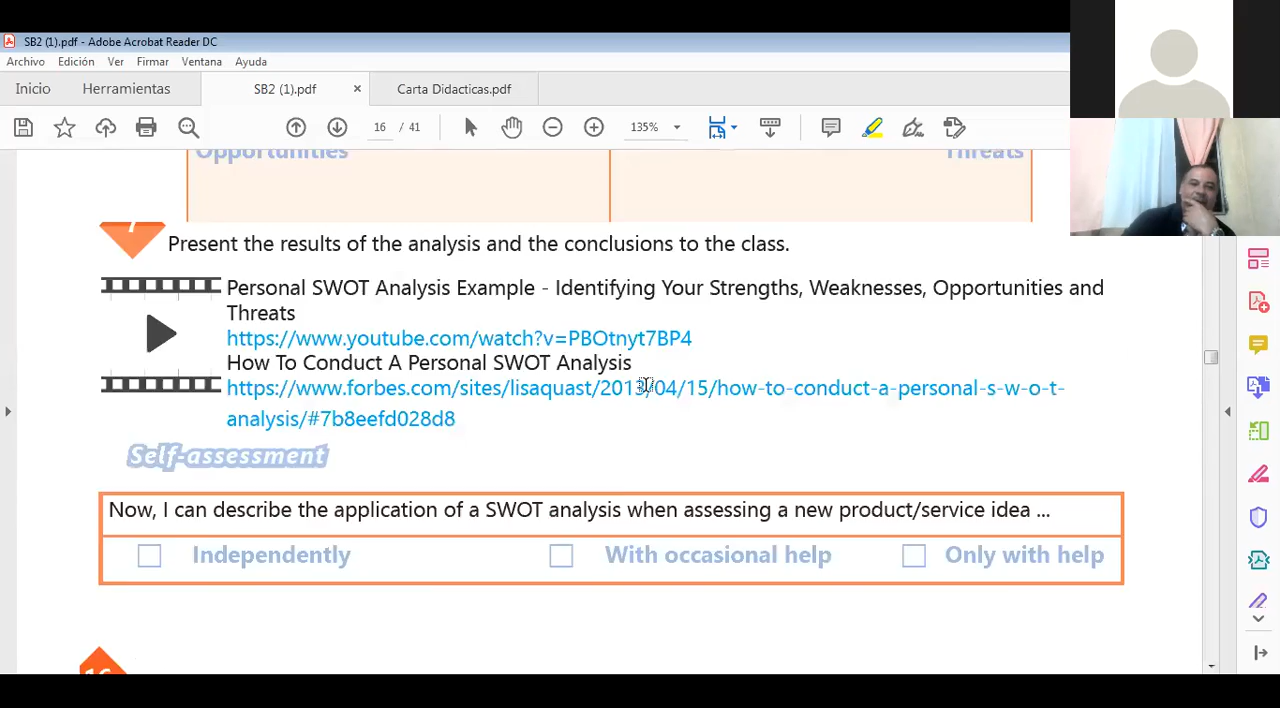 SB2 (1).pdf - Adobe Acrobat Reader DC
Archivo Edición Ver Firmar Ventana Ayuda
Inicio Herramientas SB2 (1).pdf × Carta Didacticas.pdf
16 / 41 135%
Opportunities Threats
7 Present the results of the analysis and the conclusions to the class.
Personal SWOT Analysis Example - Identifying Your Strengths, Weaknesses, Opportunities and
Threats
https://www.youtube.com/watch?v=PBOtnyt7BP4
How To Conduct A Personal SWOT Analysis
https://www.forbes.com/sites/lisaquast/2013/04/15/how-to-conduct-a-personal-s-w-o-t-
analysis/#7b8eefd028d8
Self-assessment
Now, I can describe the application of a SWOT analysis when assessing a new product/service idea ...
Independently With occasional help Only with help
16